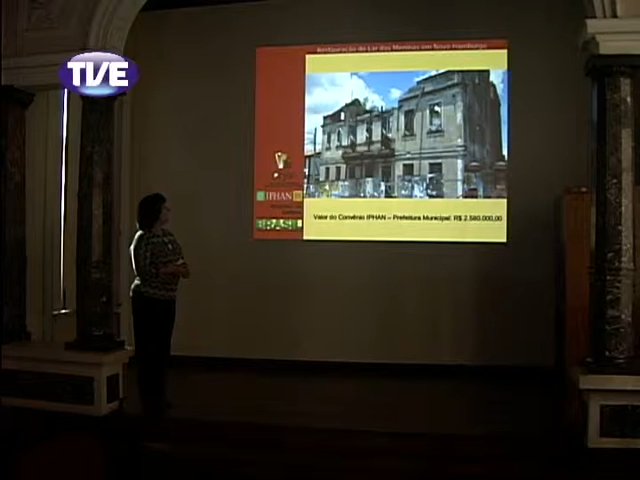 TVE
Restauração do Lar dos Meninos em Novo Hamburgo
IPHAN
BRASIL
Valor do Convênio IPHAN – Prefeitura Municipal: R$ 2.580.000,00